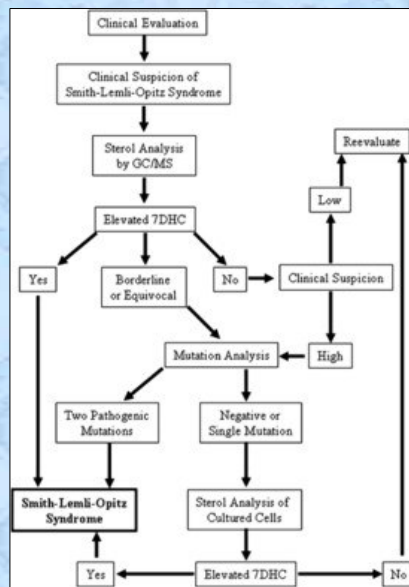 Clinical Evaluation
Clinical Suspicion of
Smith-Lemli-Opitz Syndrome
Sterol Analysis
by GC/MS
Reevaluate
Low
Elevated 7DHC
Yes
Borderline
or Equivocal
No
Clinical Suspicion
Mutation Analysis
High
Two Pathogenic
Mutations
Negative or
Single Mutation
Smith-Lemli-Opitz
Syndrome
Sterol Analysis of
Cultured Cells
Yes
Elevated 7DHC
No